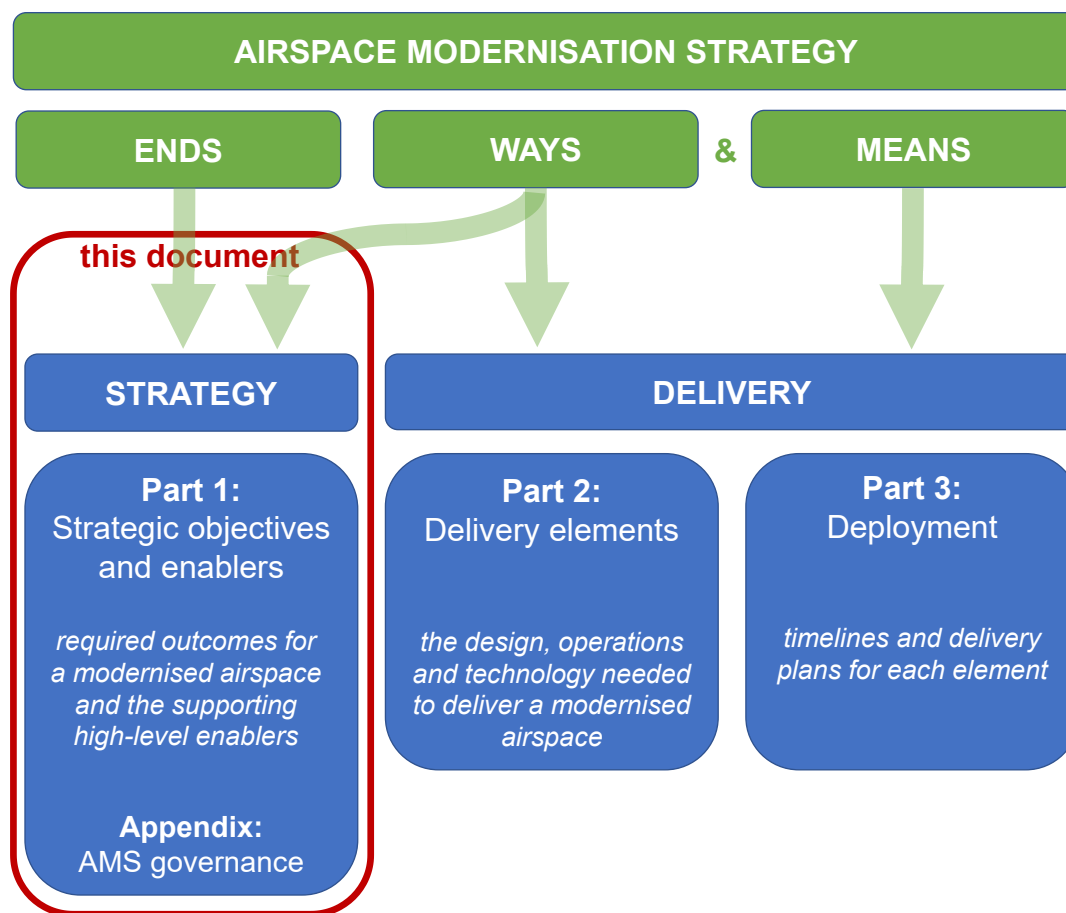 AIRSPACE MODERNISATION STRATEGY
ENDS
WAYS
&
MEANS
this document
STRATEGY
DELIVERY
Part 1:
Strategic objectives
and enablers
required outcomes for
a modernised airspace
and the supporting
high-level enablers
Appendix:
AMS governance
Part 2:
Delivery elements
the design, operations
and technology needed
to deliver a modernised
airspace
Part 3:
Deployment
timelines and delivery
plans for each element